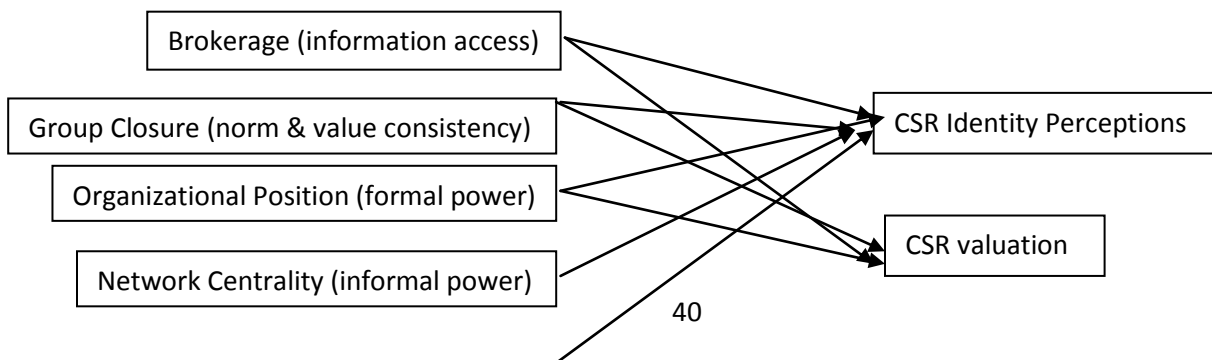 Brokerage (information access)
Group Closure (norm & value consistency)
CSR Identity Perceptions
Organizational Position (formal power)
CSR valuation
Network Centrality (informal power)
40